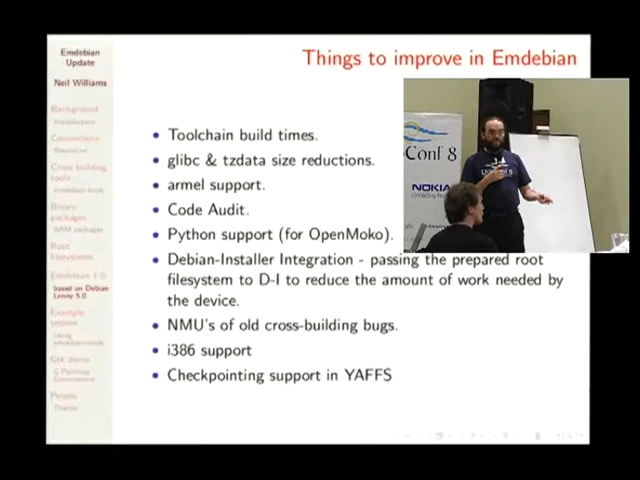 Emdebian
Update
Neil Williams
Background
Conventions
Resources
Cross building
tools
Binary
packages
ARM packages
Root
filesystems
Emdebian 1.0
based on Debian
Lenny 5.0
Example
session
Gtk demo
People
Thanks
Things to improve in Emdebian
• Toolchain build times.
• glibc & tzdata size reductions.
• armel support.
• Code Audit.
• Python support (for OpenMoko).
• Debian-Installer Integration - passing the prepared root
filesystem to D-I to reduce the amount of work needed by
the device.
• NMU's of old cross-building bugs.
• i386 support
• Checkpointing support in YAFFS
Conf 8
NOKIA